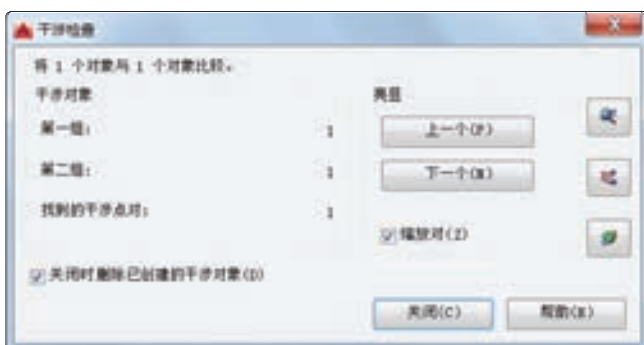 干涉检查
将 1 个对象与 1 个对象比较。
干涉对象
第一组: 1
第二组: 1
找到的干涉点对: 1
亮显
上一个(P)
下一个(N)
缩放对(Z)
关闭时删除已创建的干涉对象(D)
关闭(C)
帮助(H)